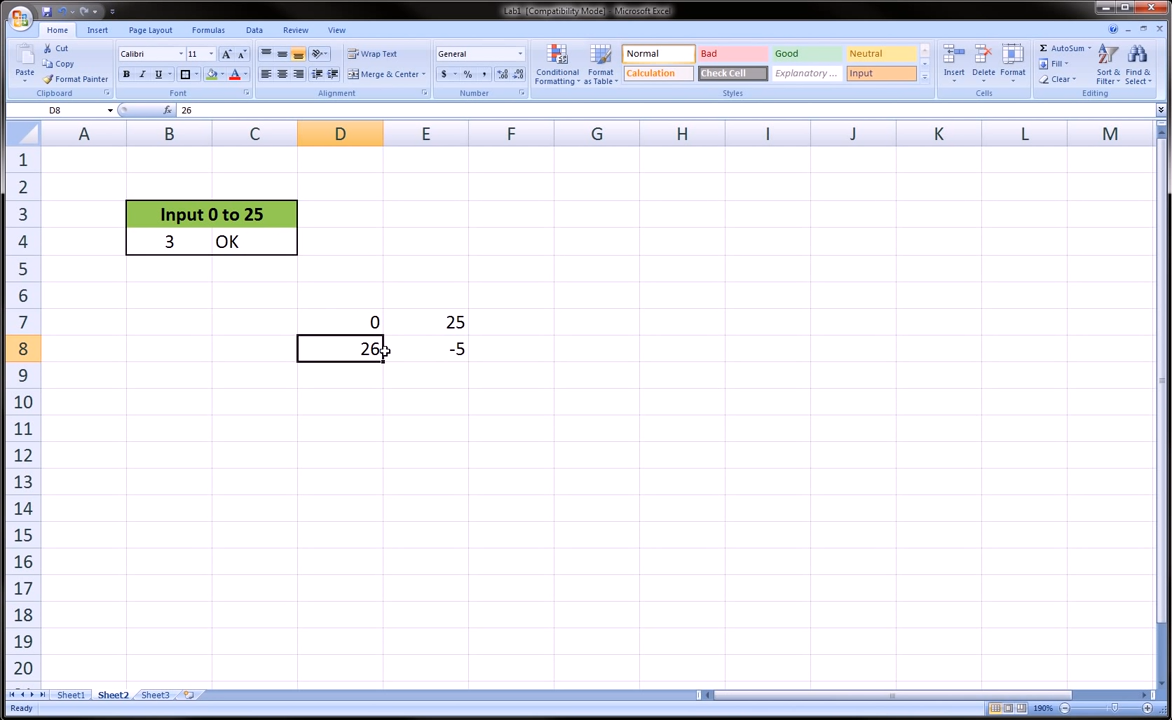 Lab1 [Compatibility Mode] - Microsoft Excel
Home Insert Page Layout Formulas Data Review View
Paste
Cut
Copy
Format Painter
Clipboard
Calibri 11
B I U
Font
Wrap Text
Merge & Center
Alignment
General
$ % ,
Number
Conditional Formatting
Format as Table
Normal Bad Good Neutral
Calculation Check Cell Explanatory ... Input
Styles
Insert Delete Format
Cells
Σ AutoSum
Fill
Clear
Sort & Filter
Find & Select
Editing
D8 fx 26
A B C D E F G H I J K L M
1
2
3 Input 0 to 25
4 3 OK
5
6
7 0 25
8 26 -5
9
10
11
12
13
14
15
16
17
18
19
20
Sheet1 Sheet2 Sheet3
Ready 190%